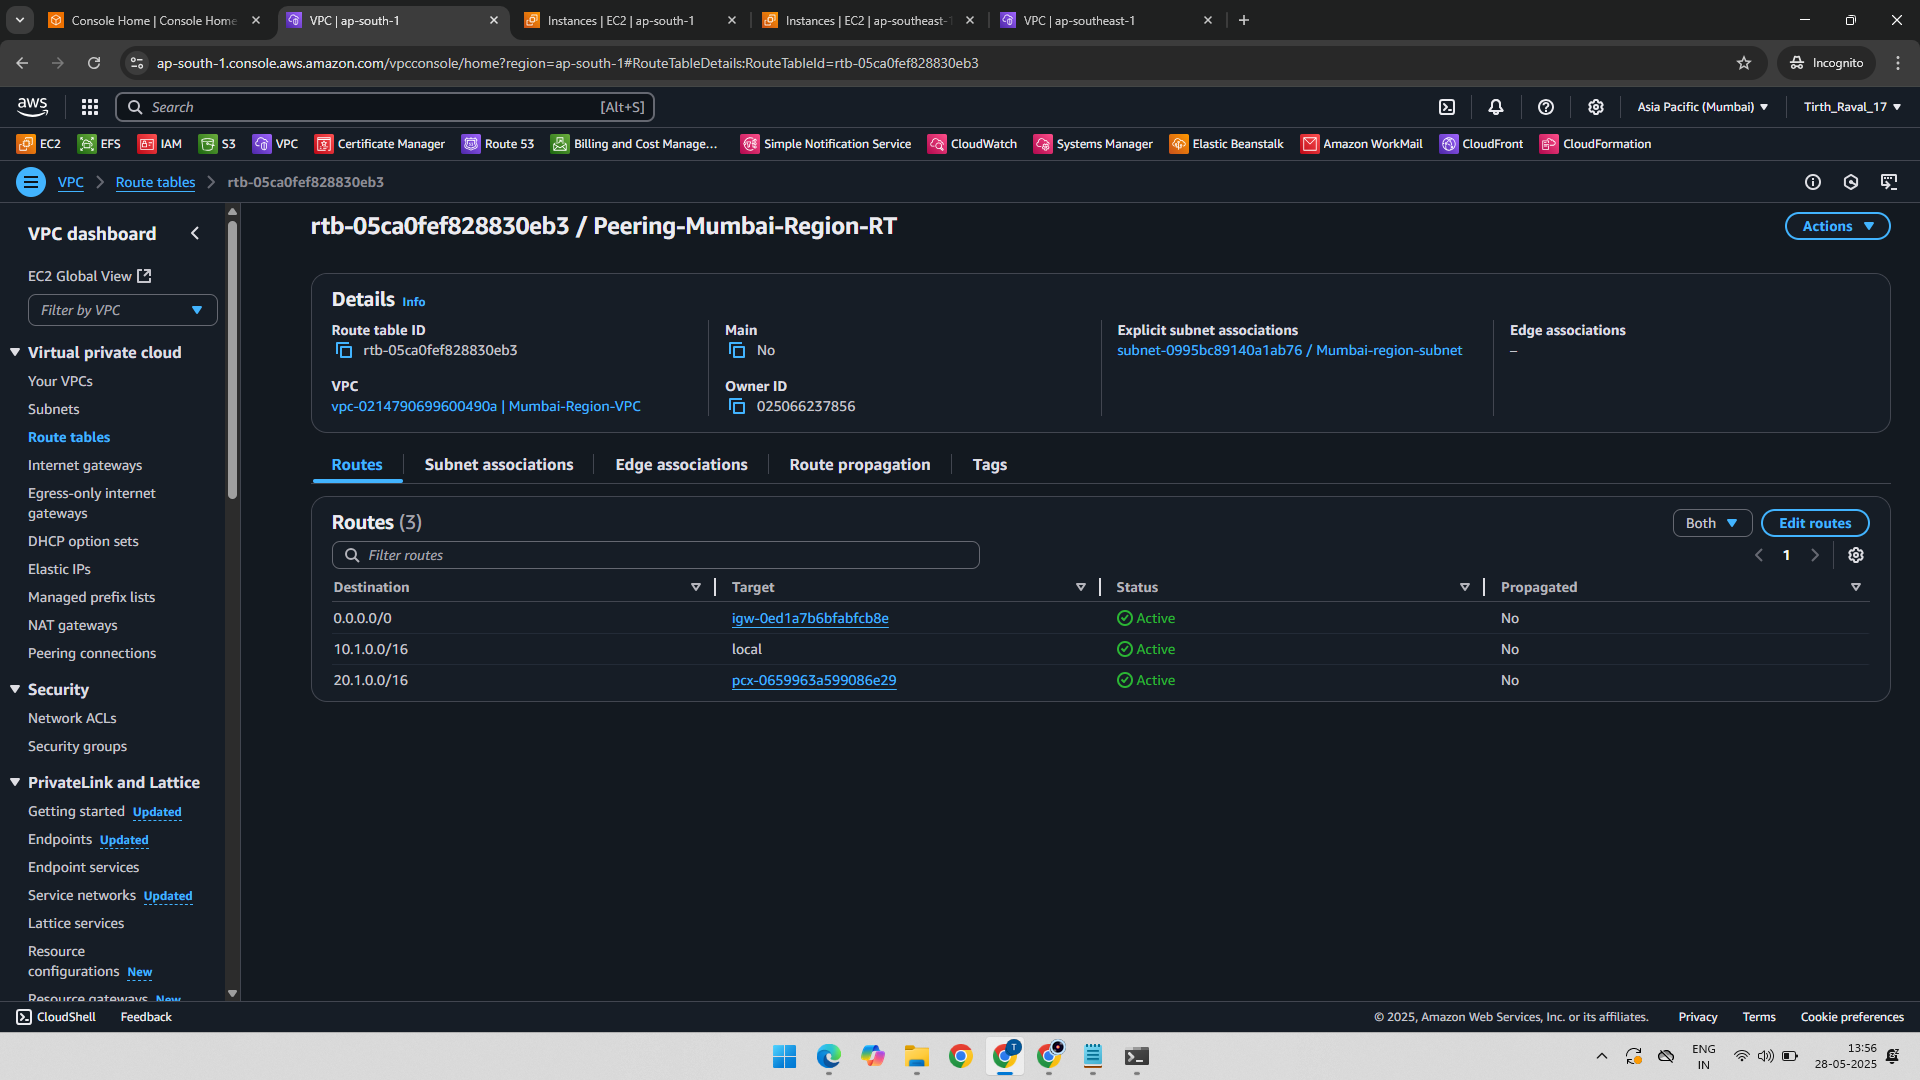 Console Home | Console Home
VPC | ap-south-1
Instances | EC2 | ap-south-1
Instances | EC2 | ap-southeast-1
VPC | ap-southeast-1
ap-south-1.console.aws.amazon.com/vpcconsole/home?region=ap-south-1#RouteTableDetails:RouteTableId=rtb-05ca0fef828830eb3
Incognito
aws
Search
[Alt+S]
Asia Pacific (Mumbai)
Tirth_Raval_17
EC2
EFS
IAM
S3
VPC
Certificate Manager
Route 53
Billing and Cost Manage...
Simple Notification Service
CloudWatch
Systems Manager
Elastic Beanstalk
Amazon WorkMail
CloudFront
CloudFormation
VPC
Route tables
rtb-05ca0fef828830eb3
VPC dashboard
EC2 Global View
Filter by VPC
Virtual private cloud
Your VPCs
Subnets
Route tables
Internet gateways
Egress-only internet
gateways
DHCP option sets
Elastic IPs
Managed prefix lists
NAT gateways
Peering connections
Security
Network ACLs
Security groups
PrivateLink and Lattice
Getting started Updated
Endpoints Updated
Endpoint services
Service networks Updated
Lattice services
Resource
configurations New
Resource gateways New
rtb-05ca0fef828830eb3 / Peering-Mumbai-Region-RT
Actions
Details Info
Route table ID
rtb-05ca0fef828830eb3
Main
No
Explicit subnet associations
subnet-0995bc89140a1ab76 / Mumbai-region-subnet
Edge associations
–
VPC
vpc-0214790699600490a | Mumbai-Region-VPC
Owner ID
025066237856
Routes
Subnet associations
Edge associations
Route propagation
Tags
Routes (3)
Both
Edit routes
Filter routes
1
Destination Target Status Propagated
0.0.0.0/0 igw-0ed1a7b6bfabfcb8e Active No
10.1.0.0/16 local Active No
20.1.0.0/16 pcx-0659963a599086e29 Active No
CloudShell
Feedback
© 2025, Amazon Web Services, Inc. or its affiliates.
Privacy
Terms
Cookie preferences
T
ENG
IN
13:56
28-05-2025